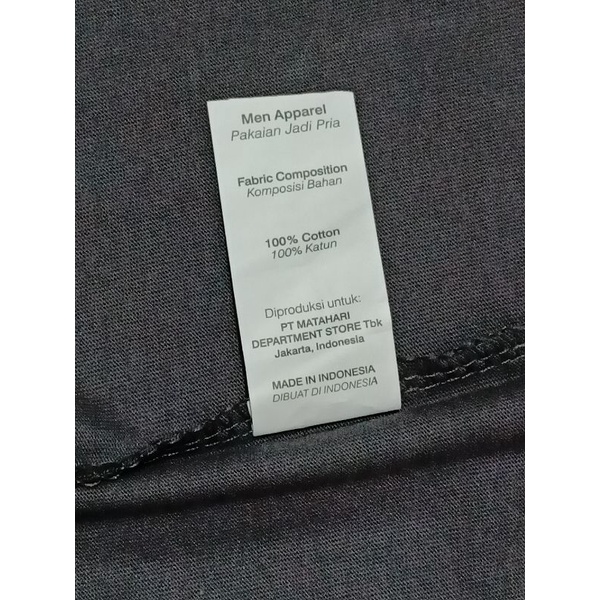 Men Apparel
Pakaian Jadi Pria
Fabric Composition
Komposisi Bahan
100% Cotton
100% Katun
Diproduksi untuk:
PT MATAHARI
DEPARTMENT STORE Tbk
Jakarta, Indonesia
MADE IN INDONESIA
DIBUAT DI INDONESIA